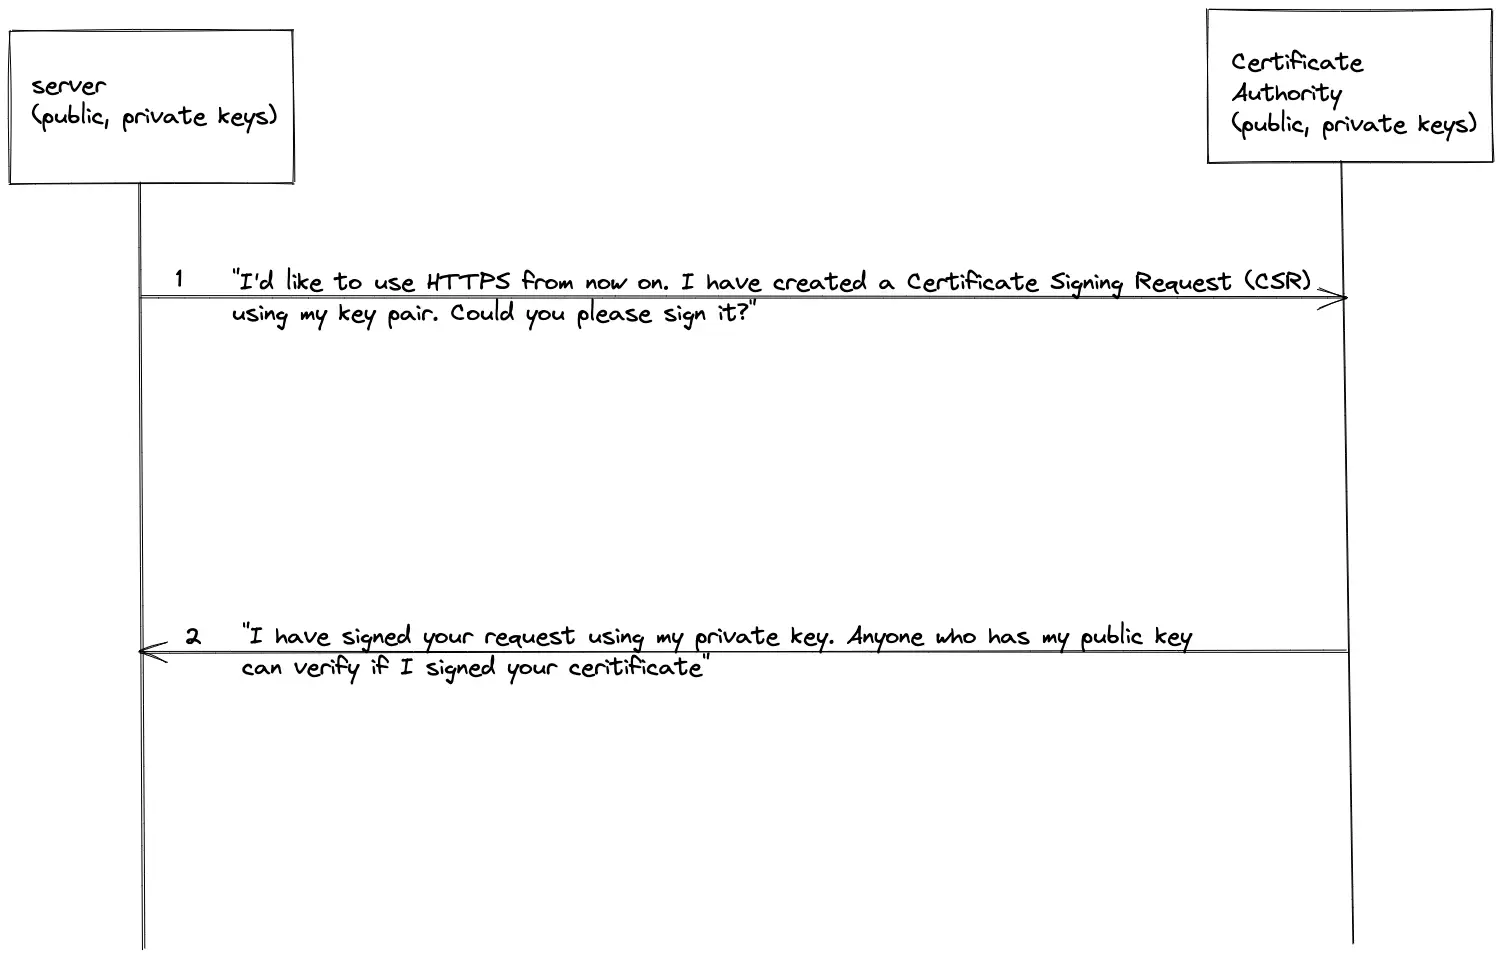 server
(public, private keys)
Certificate
Authority
(public, private keys)
1 "I'd like to use HTTPS from now on. I have created a Certificate Signing Request (CSR)
using my key pair. Could you please sign it?"
2 "I have signed your request using my private key. Anyone who has my public key
can verify if I signed your ceritificate"